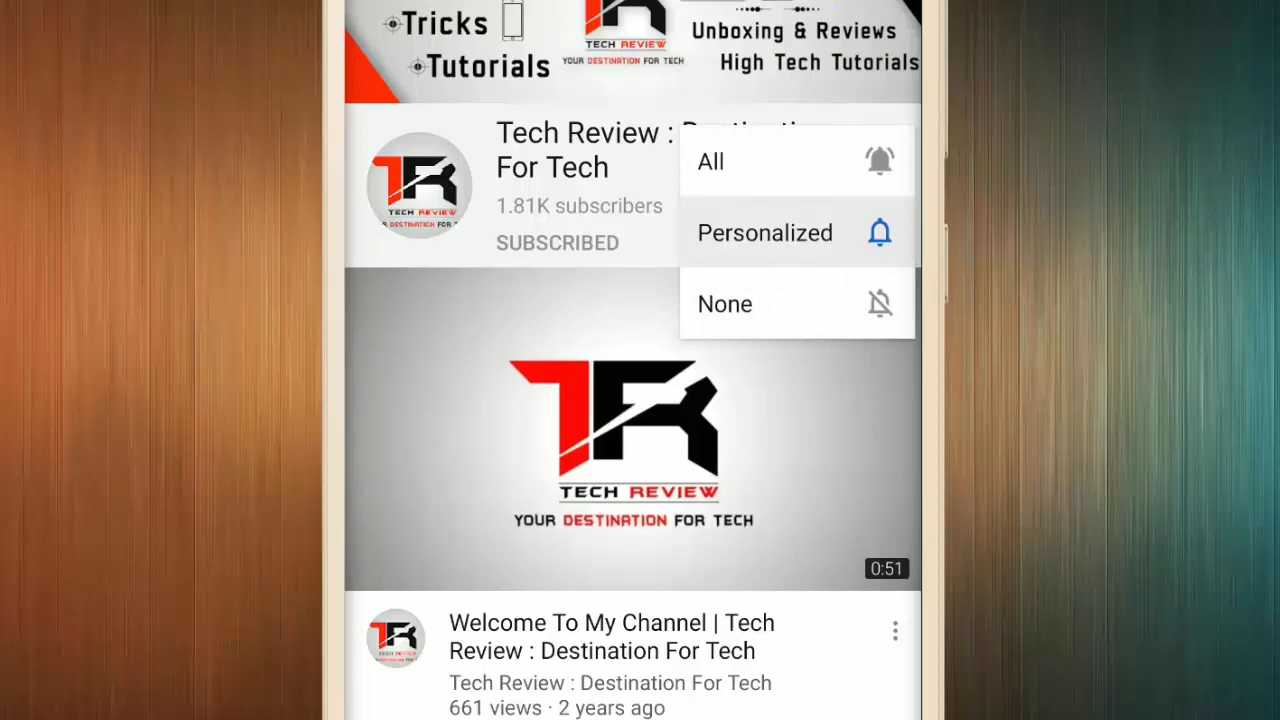 Tricks
Tutorials
TECH REVIEW
YOUR DESTINATION FOR TECH
Unboxing & Reviews
High Tech Tutorials
Tech Review :
For Tech
1.81K subscribers
SUBSCRIBED
TECH REVIEW
All
Personalized
None
TECH REVIEW
YOUR DESTINATION FOR TECH
0:51
Welcome To My Channel | Tech
Review : Destination For Tech
Tech Review : Destination For Tech
661 views · 2 years ago